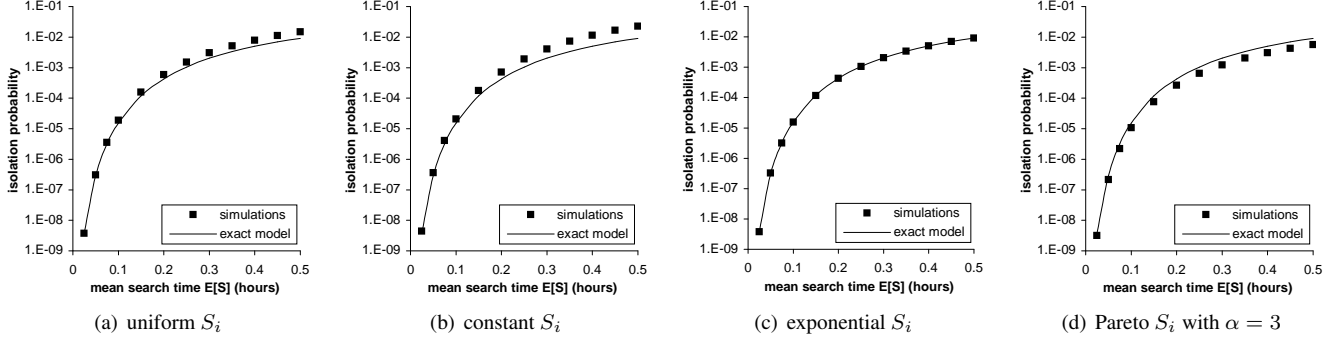 1.E+00
1.E-01
1.E-02
1.E-03
1.E-04
1.E-05
1.E-06
1.E-07
1.E-08
1.E-09
isolation probability
0 0.1 0.2 0.3 0.4 0.5
mean search time E[S] (hours)
simulations
exact model
(a) uniform S_i
1.E+00
1.E-01
1.E-02
1.E-03
1.E-04
1.E-05
1.E-06
1.E-07
1.E-08
1.E-09
isolation probability
0 0.1 0.2 0.3 0.4 0.5
mean search time E[S] (hours)
simulations
exact model
(b) constant S_i
1.E+00
1.E-01
1.E-02
1.E-03
1.E-04
1.E-05
1.E-06
1.E-07
1.E-08
1.E-09
isolation probability
0 0.1 0.2 0.3 0.4 0.5
mean search time E[S] (hours)
simulations
exact model
(c) exponential S_i
1.E+00
1.E-01
1.E-02
1.E-03
1.E-04
1.E-05
1.E-06
1.E-07
1.E-08
1.E-09
isolation probability
0 0.1 0.2 0.3 0.4 0.5
mean search time E[S] (hours)
simulations
exact model
(d) Pareto S_i with α = 3